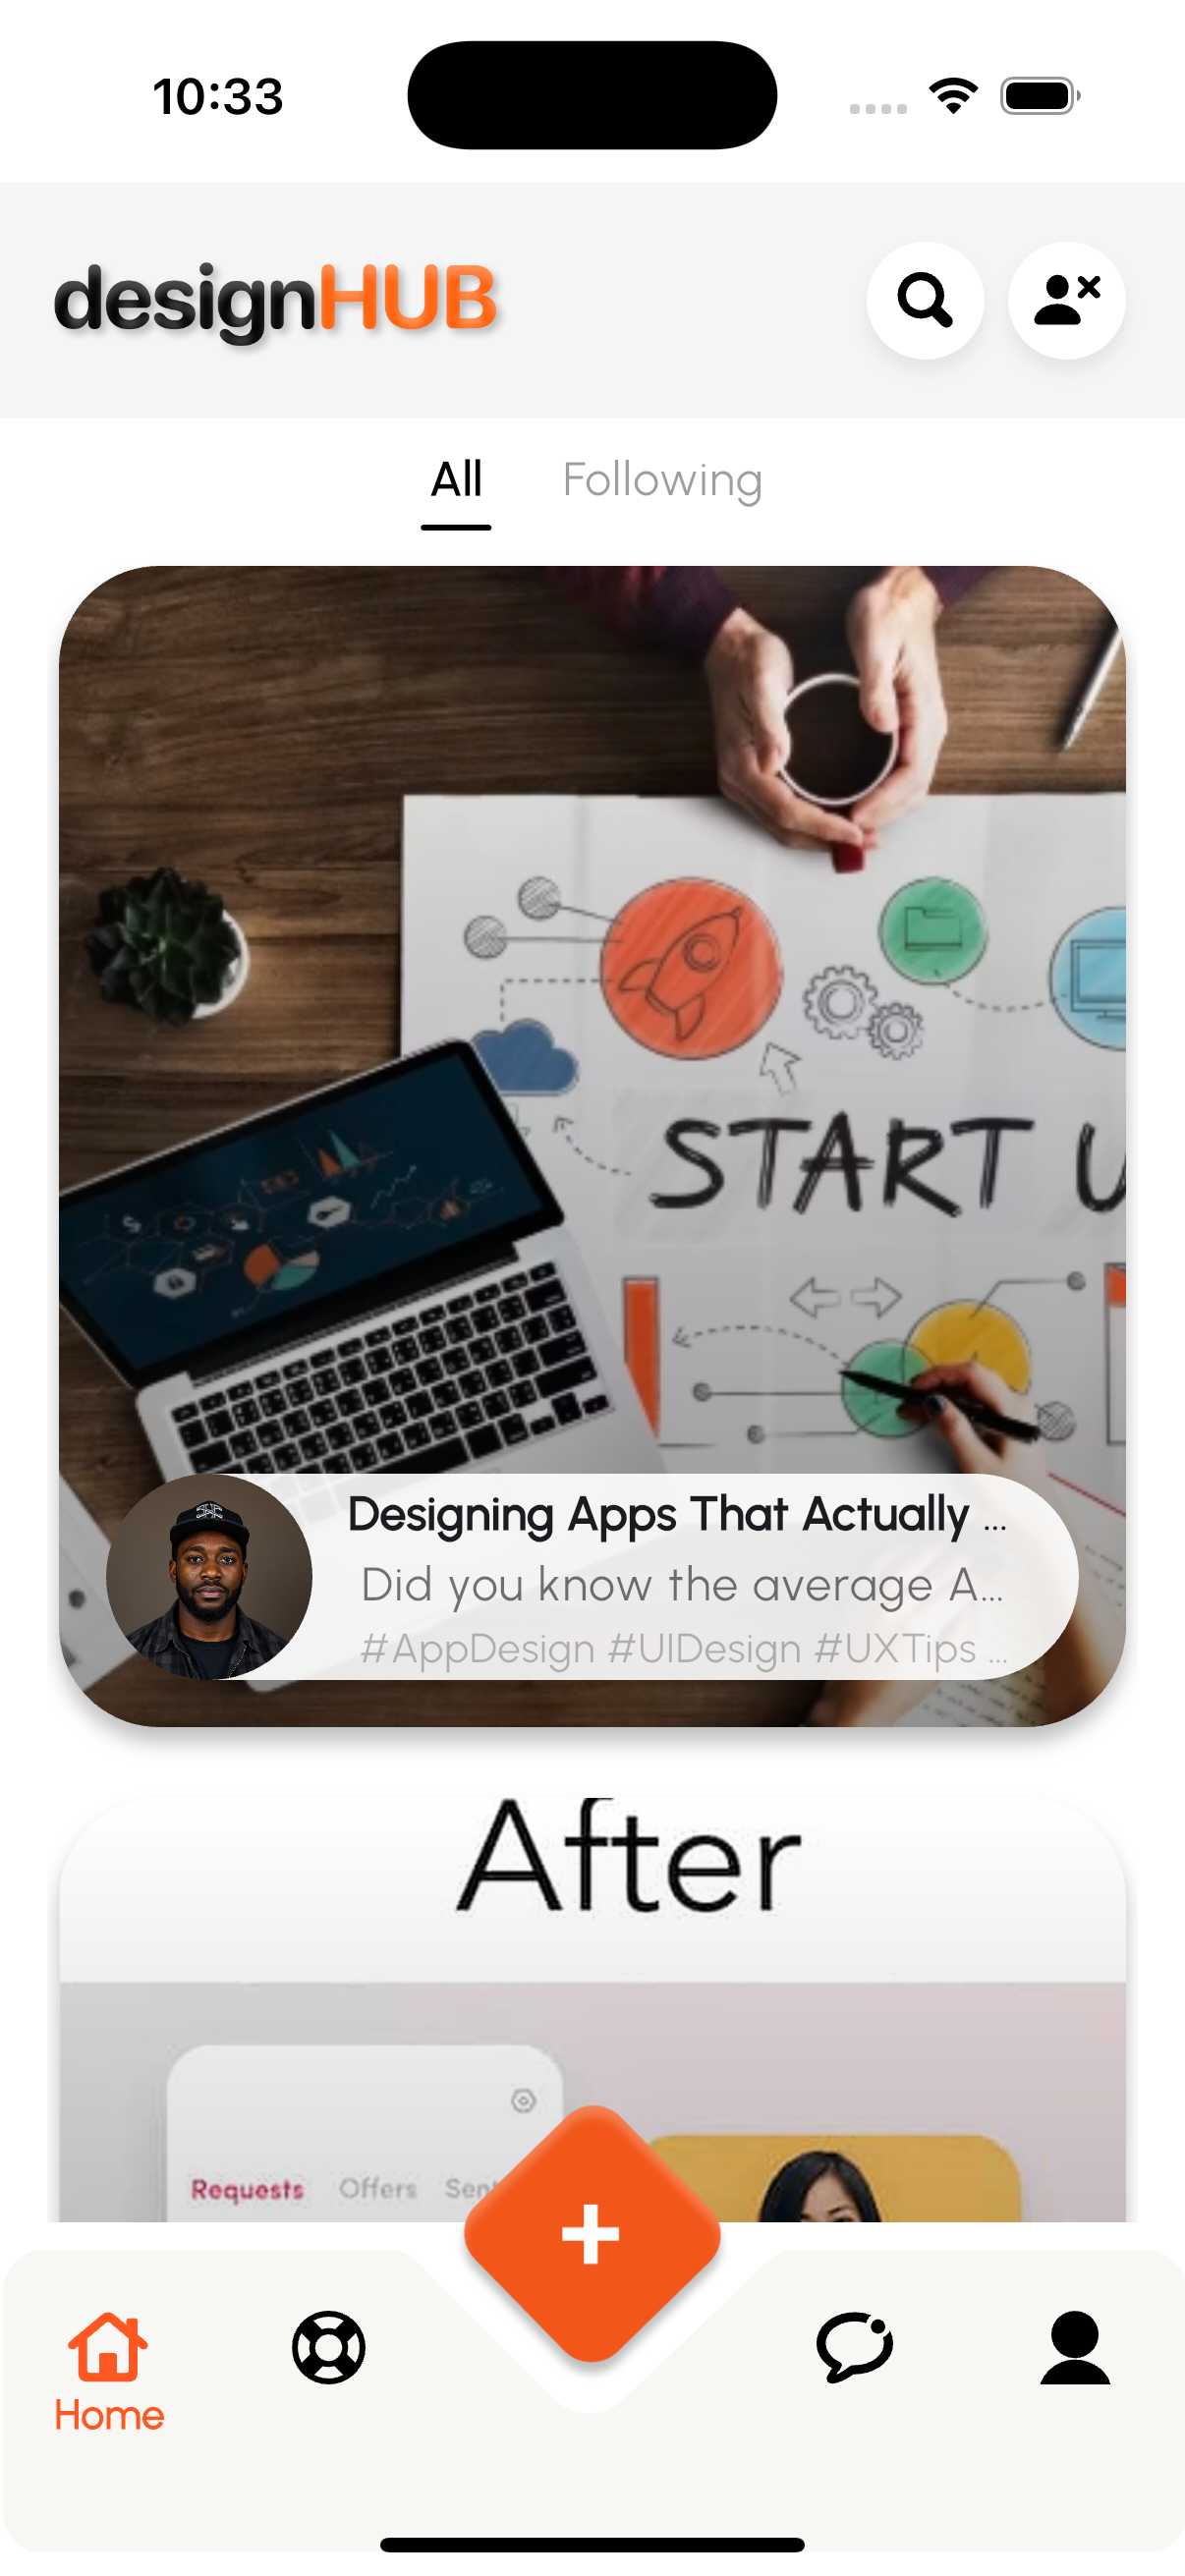 10:33
designHUB
All Following
START U
Designing Apps That Actually ...
Did you know the average A...
#AppDesign #UIDesign #UXTips ...
After
Requests Offers Sent
Home